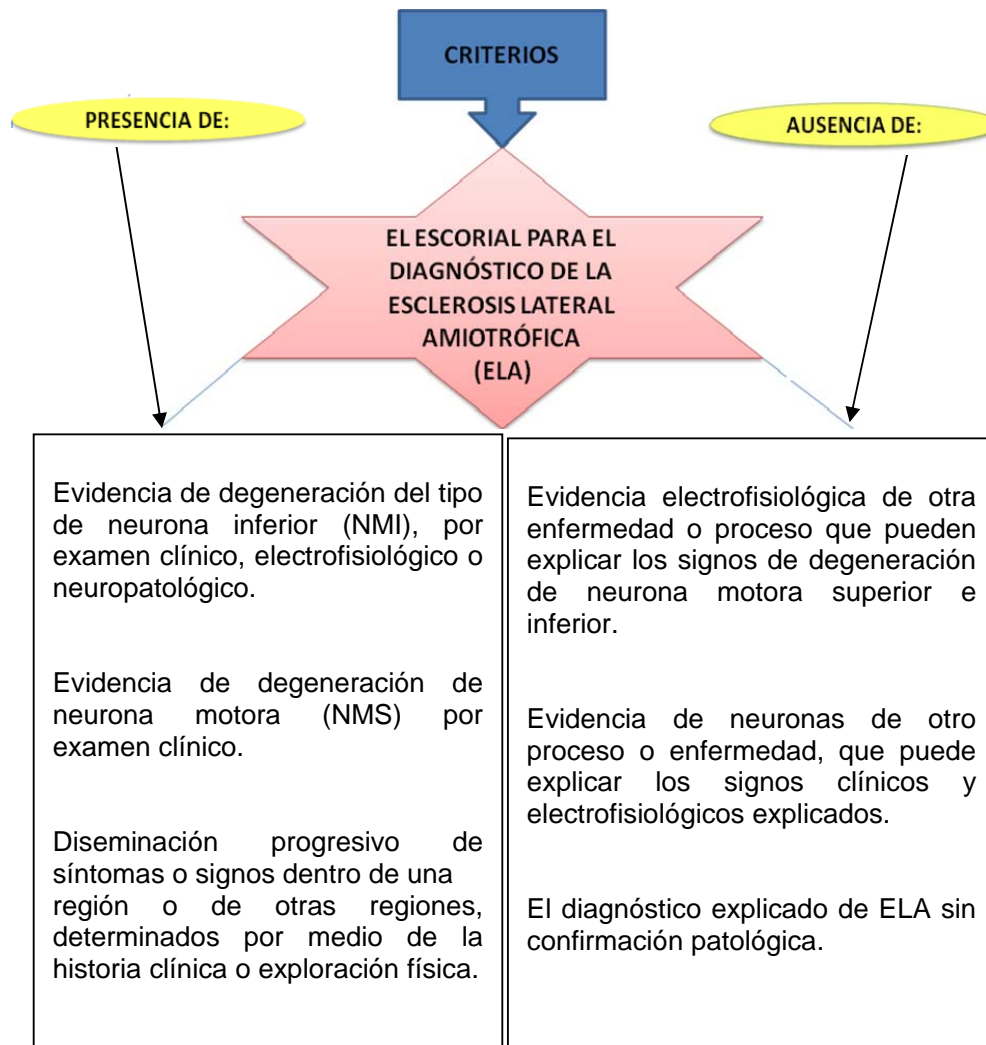 CRITERIOS
PRESENCIA DE:
AUSENCIA DE:
EL ESCORIAL PARA EL
DIAGNÓSTICO DE LA
ESCLEROSIS LATERAL
AMIOTRÓFICA
(ELA)
Evidencia de degeneración del tipo
de neurona inferior (NMI), por
examen clínico, electrofisiológico o
neuropatológico.
Evidencia de degeneración de
neurona motora (NMS) por
examen clínico.
Diseminación progresivo de
síntomas o signos dentro de una
región o de otras regiones,
determinados por medio de la
historia clínica o exploración física.
Evidencia electrofisiológica de otra
enfermedad o proceso que pueden
explicar los signos de degeneración
de neurona motora superior e
inferior.
Evidencia de neuronas de otro
proceso o enfermedad, que puede
explicar los signos clínicos y
electrofisiológicos explicados.
El diagnóstico explicado de ELA sin
confirmación patológica.